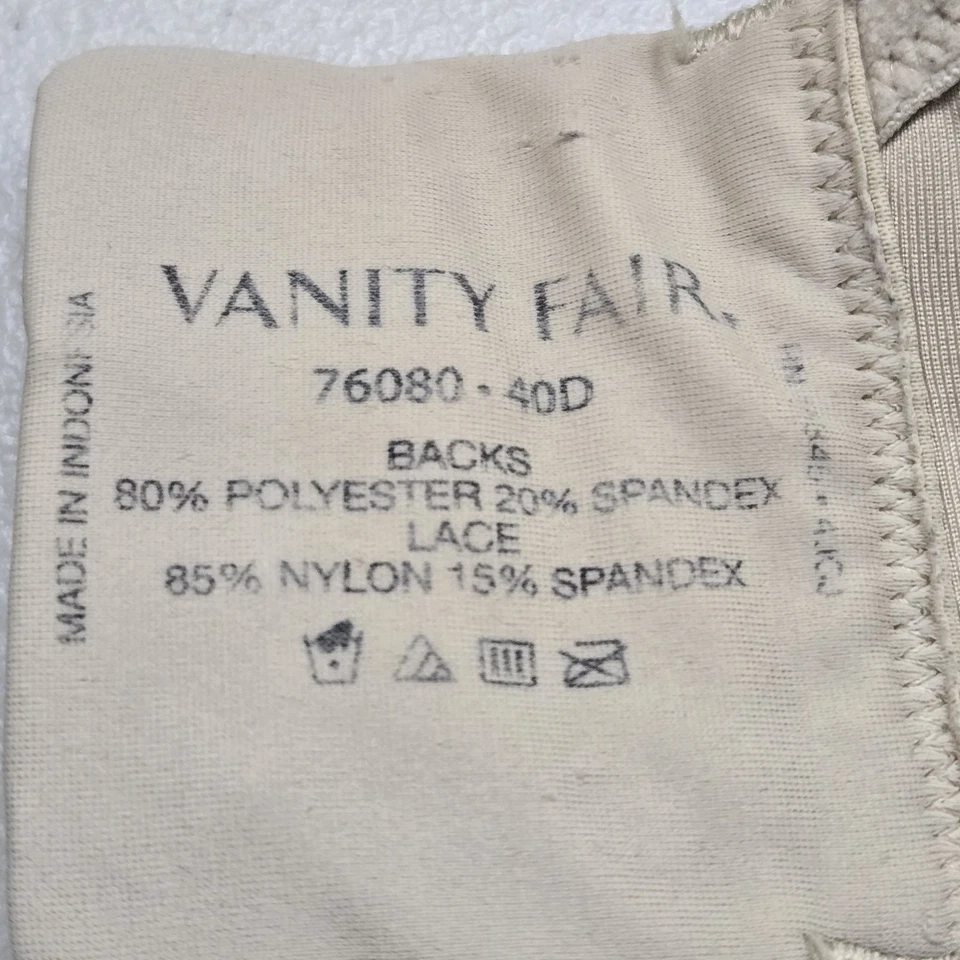 VANITY FAIR.
76080 - 40D
BACKS
80% POLYESTER 20% SPANDEX
LACE
85% NYLON 15% SPANDEX
MADE IN INDONESIA